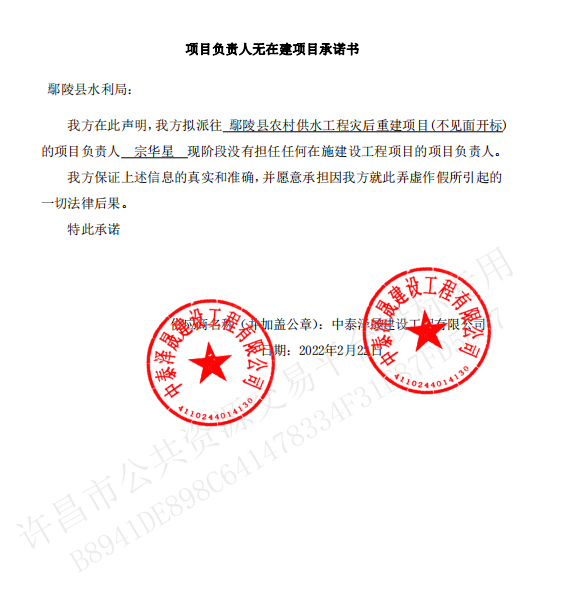 项目负责人无在建项目承诺书
鄢陵县水利局：
我方在此声明,我方拟派往 鄢陵县农村供水工程灾后重建项目(不见面开标)
的项目负责人 宗华星 现阶段没有担任任何在施建设工程项目的项目负责人。
我方保证上述信息的真实和准确,并愿意承担因我方就此弄虚作假所引起的
一切法律后果。
特此承诺
供应商名称（并加盖公章）：中泰泽晟建设工程有限公司
日期：2022年2月22日
中泰泽晟建设工程有限公司
4110244014130
中泰泽晟建设工程有限公司
4110244014130
许昌市公共资源交易平台
用
B8941DE898C641478334F31